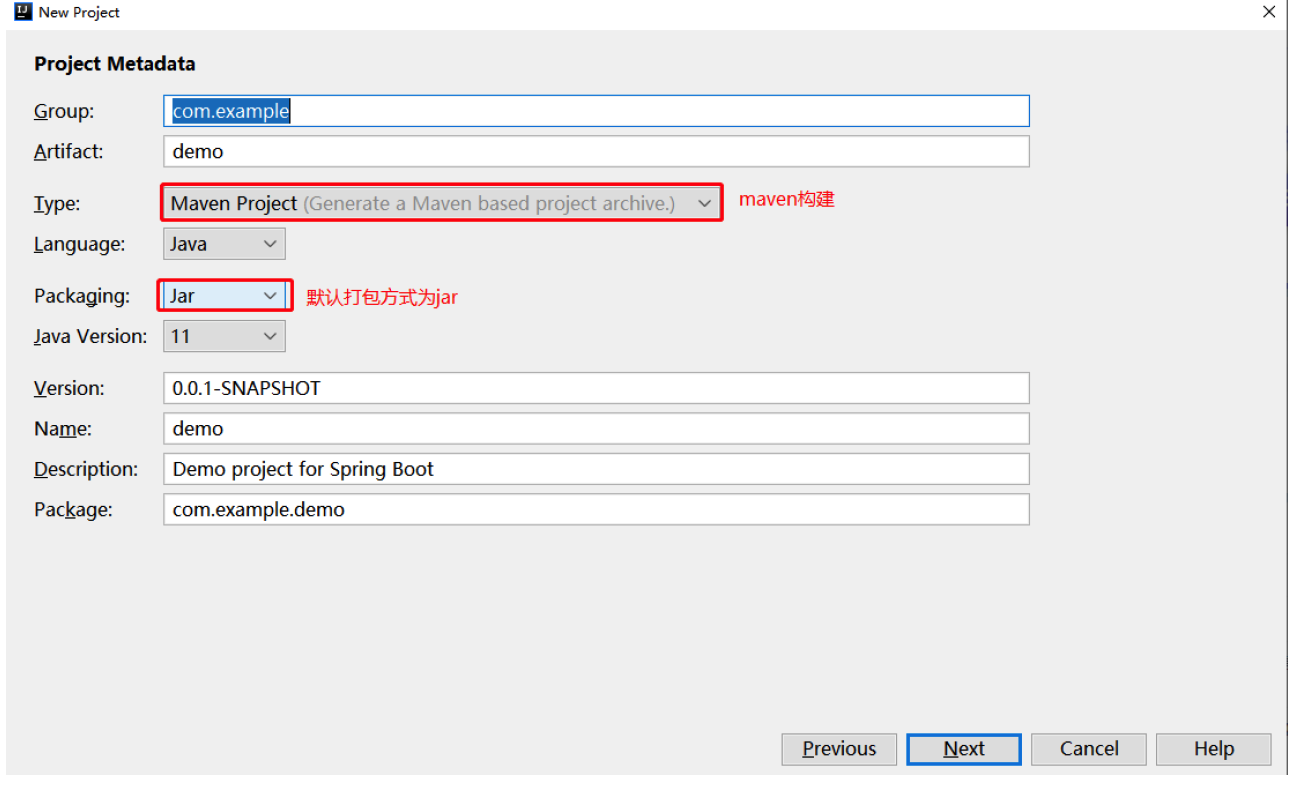 New Project
Project Metadata
Group: com.example
Artifact: demo
Type: Maven Project (Generate a Maven based project archive.) maven构建
Language: Java
Packaging: Jar 默认打包方式为jar
Java Version: 11
Version: 0.0.1-SNAPSHOT
Name: demo
Description: Demo project for Spring Boot
Package: com.example.demo
Previous Next Cancel Help